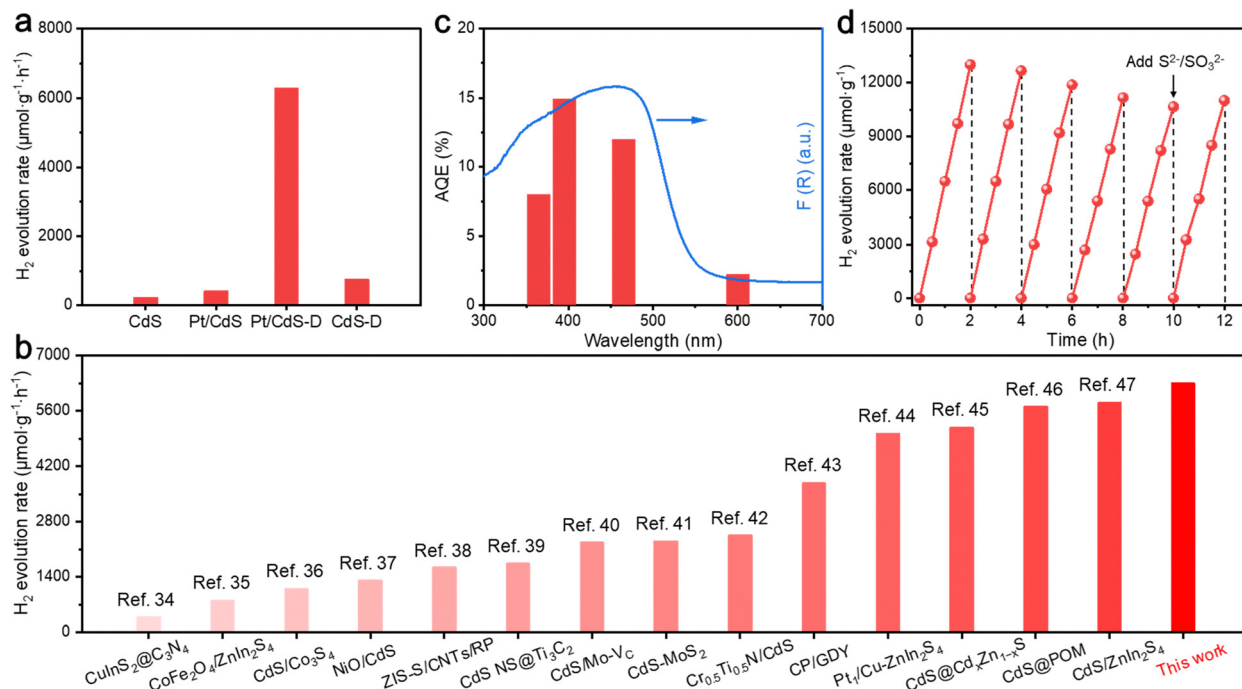 a
H₂ evolution rate (μmol·g⁻¹·h⁻¹)
8000
6000
4000
2000
0
CdS
Pt/CdS
Pt/CdS-D
CdS-D
c
AQE (%)
20
15
10
5
0
300
400
500
600
700
Wavelength (nm)
F (R) (a.u.)
d
H₂ evolution rate (μmol·g⁻¹)
15000
12000
9000
6000
3000
0
Add S²⁻/SO₃²⁻
0
2
4
6
8
10
12
Time (h)
b
H₂ evolution rate (μmol·g⁻¹·h⁻¹)
7000
5600
4200
2800
1400
0
Ref. 34
Ref. 35
Ref. 36
Ref. 37
Ref. 38
Ref. 39
Ref. 40
Ref. 41
Ref. 42
Ref. 43
Ref. 44
Ref. 45
Ref. 46
Ref. 47
CuInS₂@C₃N₄
CoFe₂O₄/ZnIn₂S₄
CdS/Co₃S₄
NiO/CdS
ZIS-S/CNTs/RP
CdS NS@Ti₃C₂
CdS/Mo-V꜀
CdS-MoS₂
Cr₀.₅Ti₀.₅N/CdS
CP/GDY
Pt₁/Cu-ZnIn₂S₄
CdS@CdₓZn₁₋ₓS
CdS@POM
CdS/ZnIn₂S₄
This work